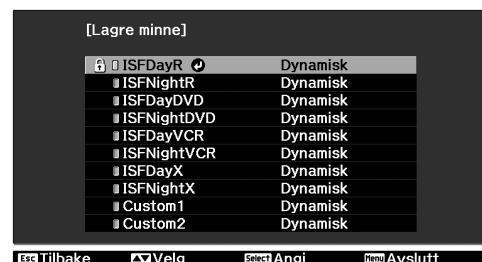 [Lagre minne]
ISFDayR Dynamisk
ISFNightR Dynamisk
ISFDayDVD Dynamisk
ISFNightDVD Dynamisk
ISFDayVCR Dynamisk
ISFNightVCR Dynamisk
ISFDayX Dynamisk
ISFNightX Dynamisk
Custom1 Dynamisk
Custom2 Dynamisk
Esc Tilbake Velg Select Angi Menu Avslutt